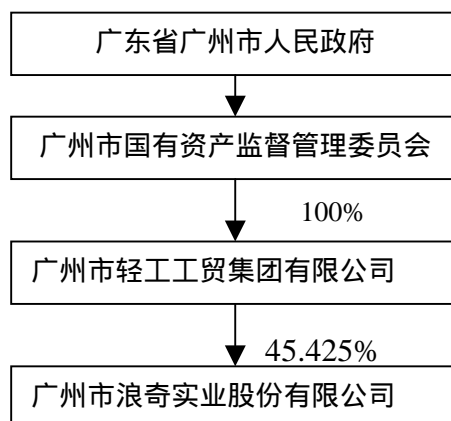 广东省广州市人民政府
广州市国有资产监督管理委员会
100%
广州市轻工工贸集团有限公司
45.425%
广州市浪奇实业股份有限公司